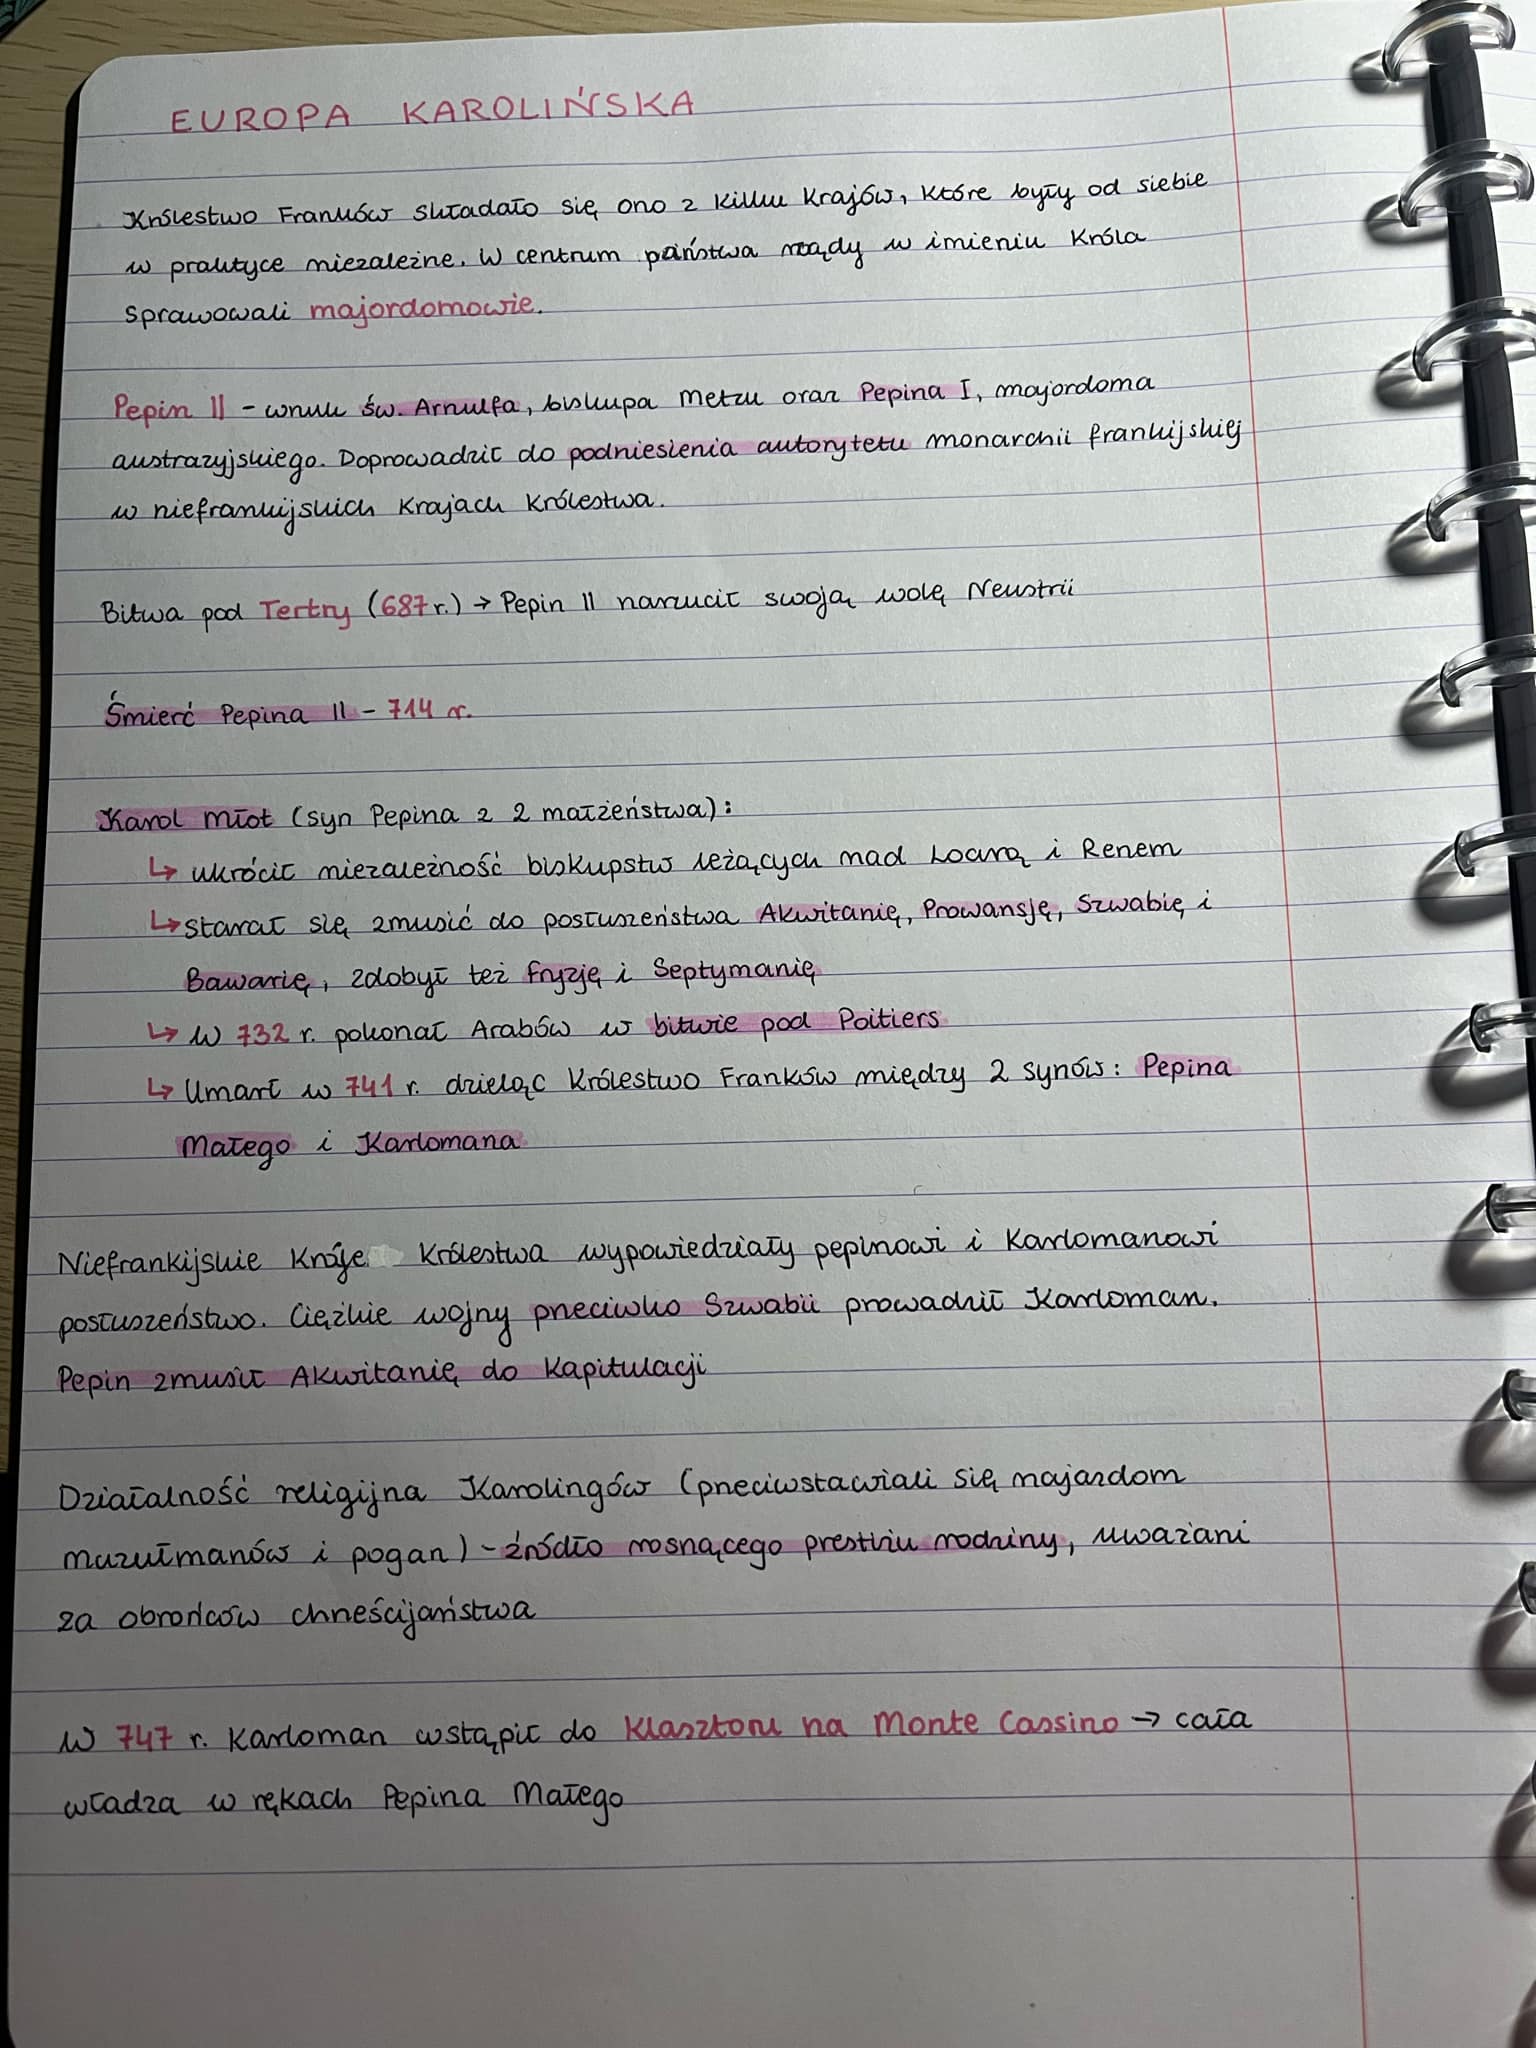 EUROPA KAROLIŃSKA
Królestwo Franków składało się ono z kilku krajów, które były od siebie
w praktyce niezależne. W centrum państwa rządy w imieniu króla
sprawowali majordomowie.
Pepin II - wnuk św. Arnulfa, biskupa Metzu oraz Pepina I, majordoma
austrazyjskiego. Doprowadził do podniesienia autorytetu monarchii frankijskiej
w niefrankijskich krajach królestwa.
Bitwa pod Tertry (687 r.) → Pepin II narzucił swoją wolę Neustrii
Śmierć Pepina II - 714 r.
Karol Młot (syn Pepina z 2 małżeństwa):
↳ ukrócił niezależność biskupstw leżących nad Loarą i Renem
↳ starał się zmusić do posłuszeństwa Akwitanię, Prowansję, Szwabię i
Bawarię, zdobył też Fryzję i Septymanię
↳ W 732 r. pokonał Arabów w bitwie pod Poitiers
↳ Umarł w 741 r. dzieląc Królestwo Franków między 2 synów: Pepina
Małego i Karlomana
Niefrankijskie kraje królestwa wypowiedziały pepinowi i Karlomanowi
posłuszeństwo. Ciężkie wojny przeciwko Szwabii prowadził Karloman.
Pepin zmusił Akwitanię do kapitulacji
Działalność religijna Karolingów (przeciwstawiali się najazdom
muzułmanów i pogan) - źródło rosnącego prestiżu rodziny, uważani
za obrońców chrześcijaństwa
W 747 r. Karloman wstąpił do klasztoru na Monte Cassino → cała
władza w rękach Pepina Małego